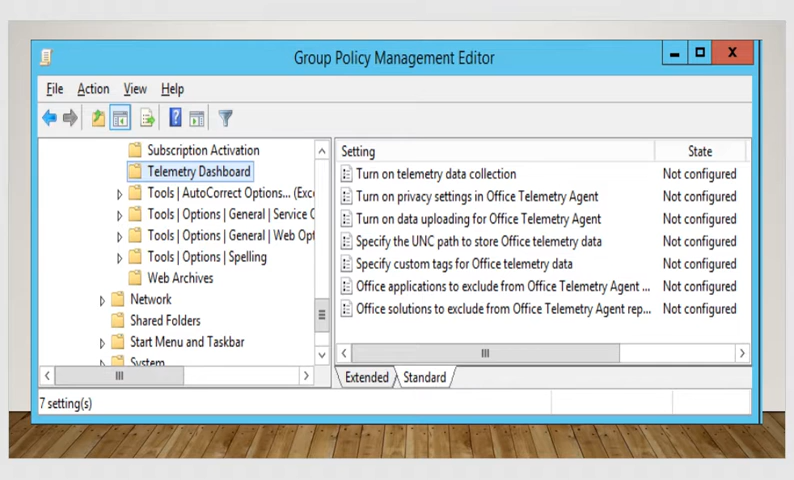 Group Policy Management Editor
X
File Action View Help
?
Subscription Activation
Telemetry Dashboard
Tools | AutoCorrect Options... (Exc
Tools | Options | General | Service O
Tools | Options | General | Web Opt
Tools | Options | Spelling
Web Archives
Network
Shared Folders
Start Menu and Taskbar
System
Setting State
Turn on telemetry data collection Not configured
Turn on privacy settings in Office Telemetry Agent Not configured
Turn on data uploading for Office Telemetry Agent Not configured
Specify the UNC path to store Office telemetry data Not configured
Specify custom tags for Office telemetry data Not configured
Office applications to exclude from Office Telemetry Agent ... Not configured
Office solutions to exclude from Office Telemetry Agent rep... Not configured
Extended Standard
7 setting(s)